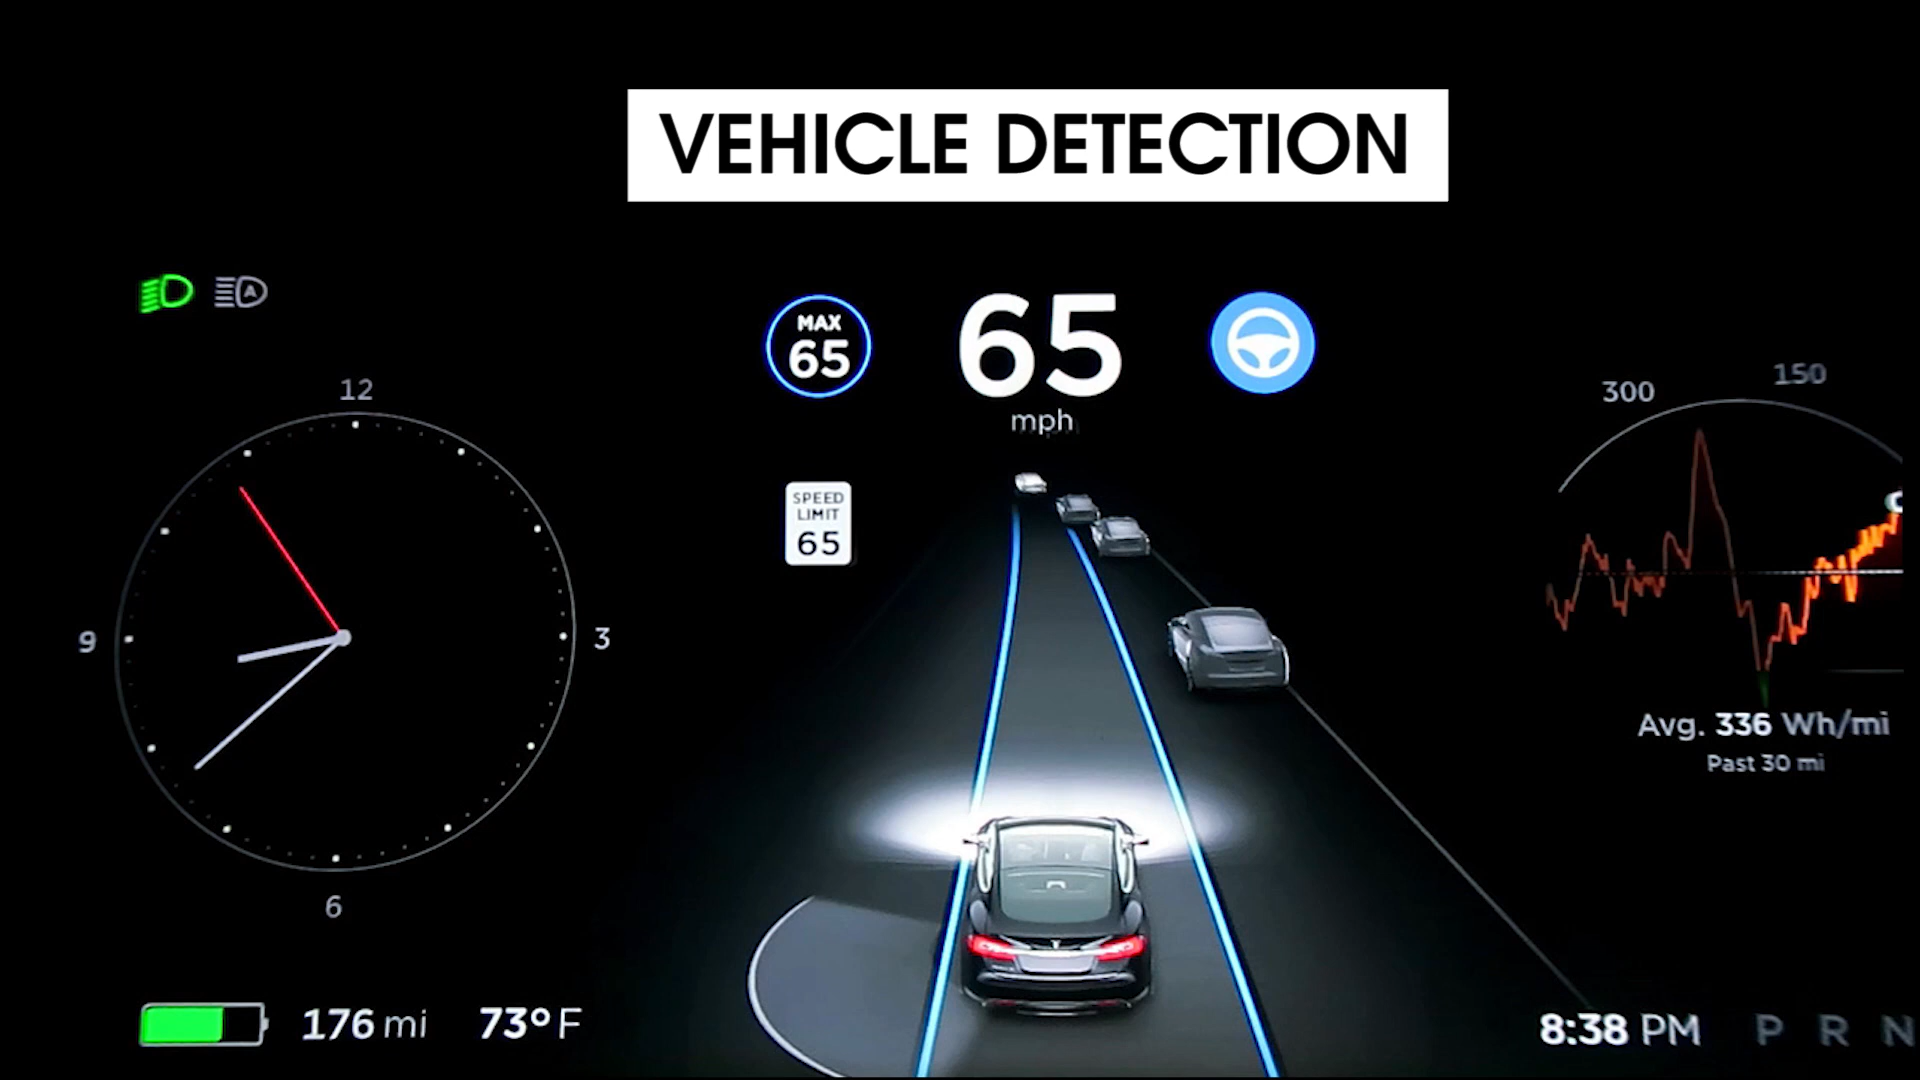 VEHICLE DETECTION
A
MAX
65
65
mph
SPEED
LIMIT
65
12
9
3
6
300
150
Avg. 336 Wh/mi
Past 30 mi
176 mi
73° F
8:38 PM
P R N